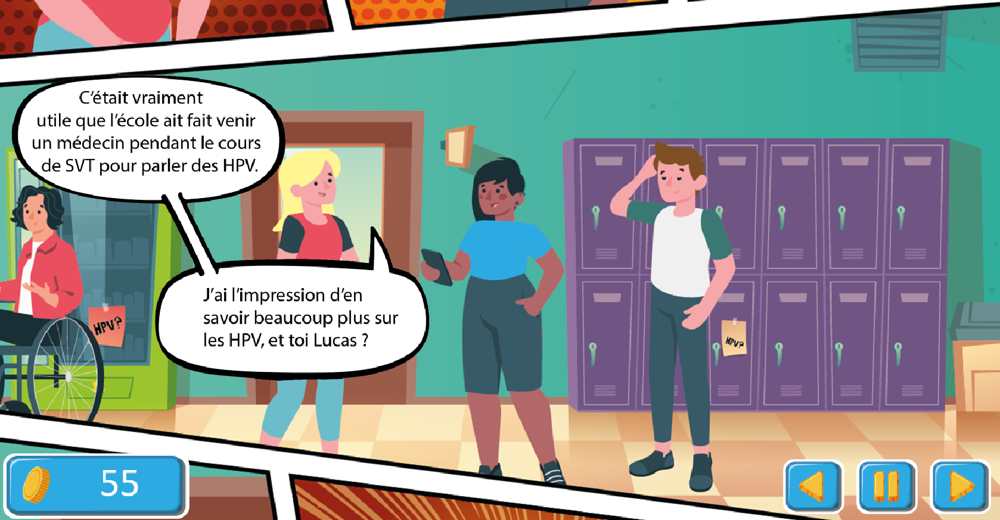 C’était vraiment
utile que l’école ait fait venir
un médecin pendant le cours
de SVT pour parler des HPV.
J’ai l’impression d’en
savoir beaucoup plus sur
les HPV, et toi Lucas ?
HPV?
HPV?
55